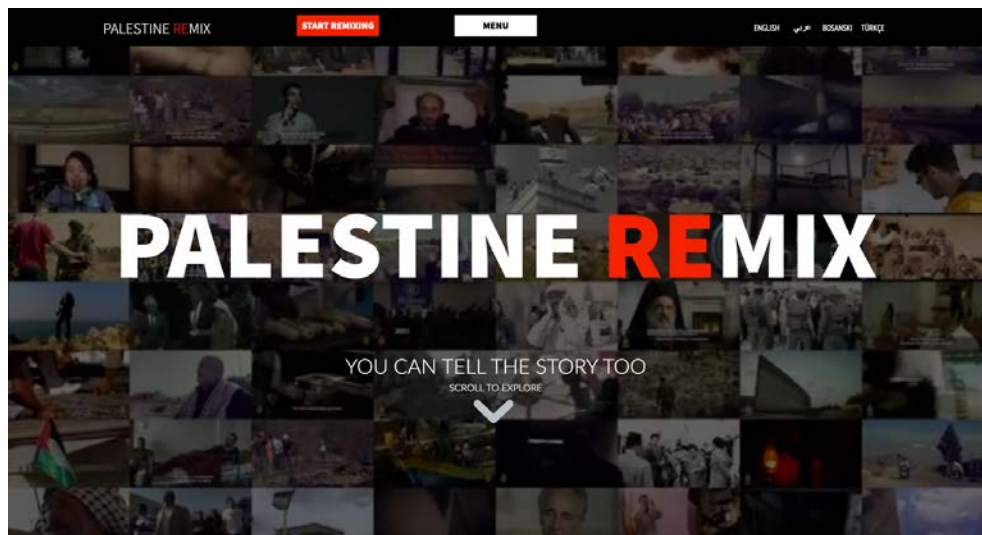 PALESTINE REMIX
START REMIXING
MENU
ENGLISH عربي BOSANSKI TÜRKÇE
PALESTINE REMIX
YOU CAN TELL THE STORY TOO
SCROLL TO EXPLORE